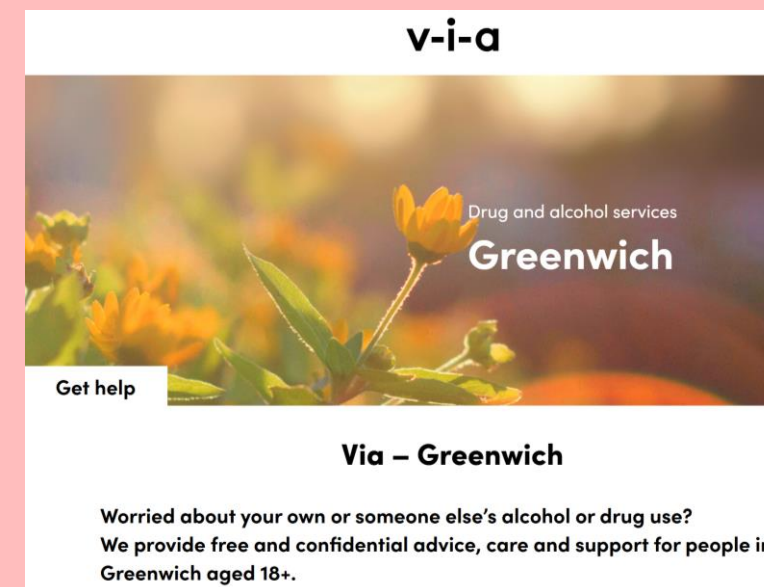 v-i-a
Drug and alcohol services
Greenwich
Get help
Via – Greenwich
Worried about your own or someone else's alcohol or drug use?
We provide free and confidential advice, care and support for people in
Greenwich aged 18+.